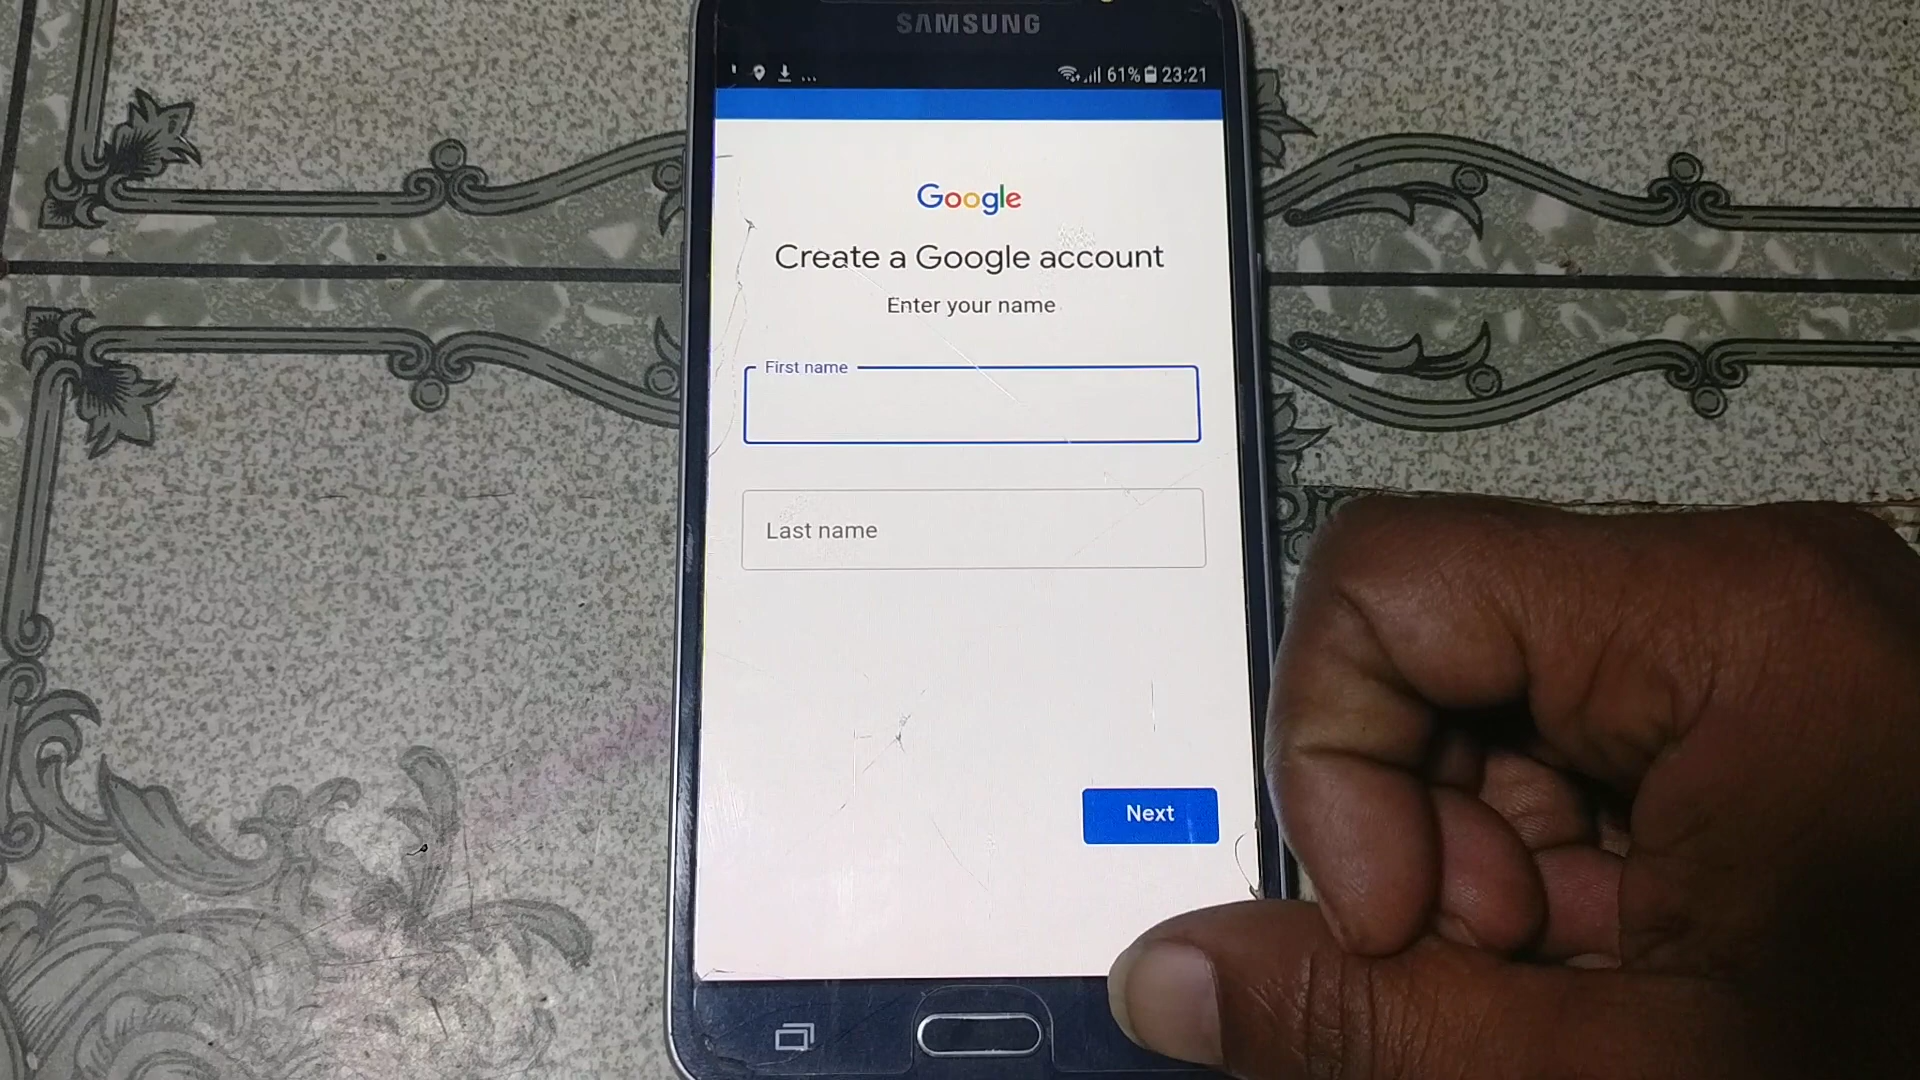 SAMSUNG
... 61% 23:21
Google
Create a Google account
Enter your name
First name
Last name
Next